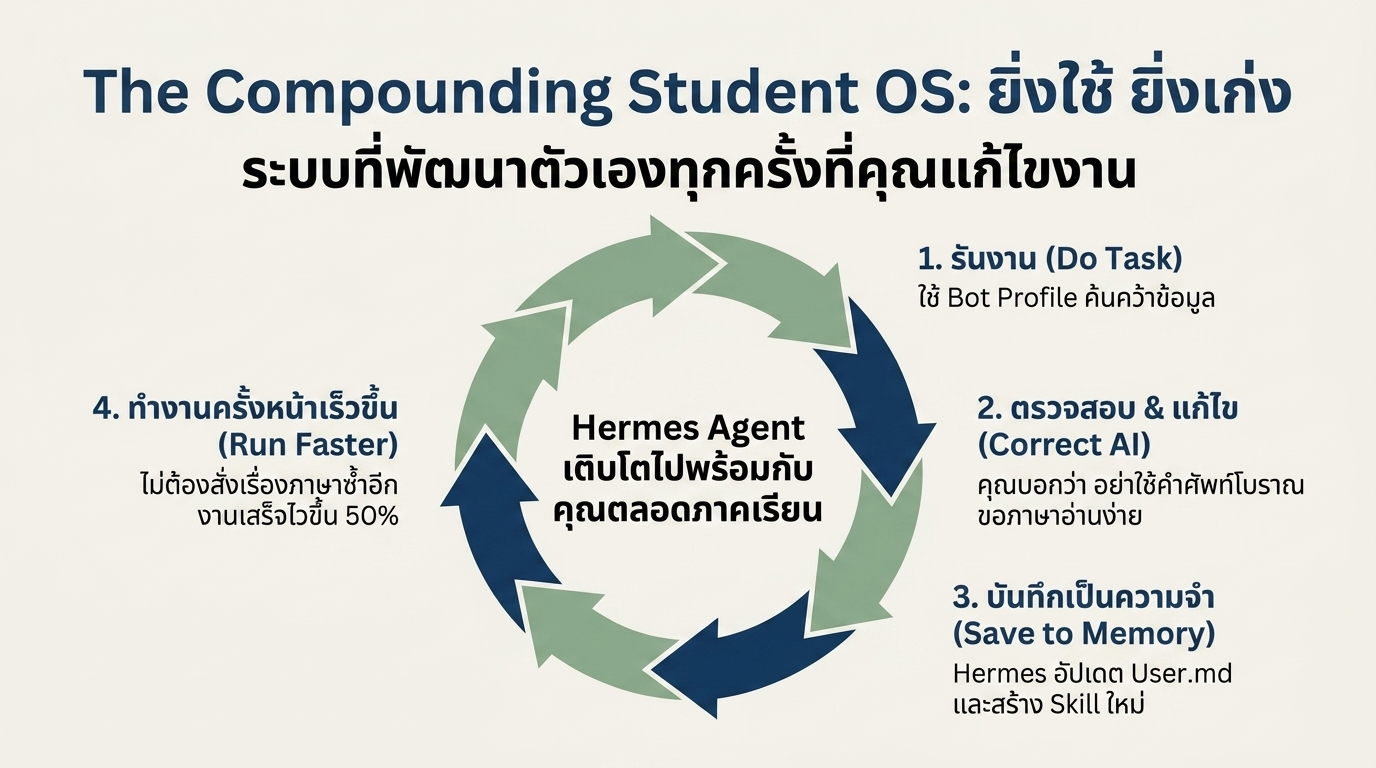 The Compounding Student OS: ยิ่งใช้ ยิ่งเก่ง
ระบบที่พัฒนาตัวเองทุกครั้งที่คุณแก้ไขงาน
1. รันงาน (Do Task)
ใช้ Bot Profile ค้นคว้าข้อมูล
2. ตรวจสอบ & แก้ไข
(Correct AI)
คุณบอกว่า อย่าใช้คำศัพท์โบราณ
ขอภาษาอ่านง่าย
3. บันทึกเป็นความจำ
(Save to Memory)
Hermes อัปเดต User.md
และสร้าง Skill ใหม่
4. ทำงานครั้งหน้าเร็วขึ้น
(Run Faster)
ไม่ต้องสั่งเรื่องภาษาซ้ำอีก
งานเสร็จไวขึ้น 50%
Hermes Agent
เติบโตไปพร้อมกับ
คุณตลอดภาคเรียน